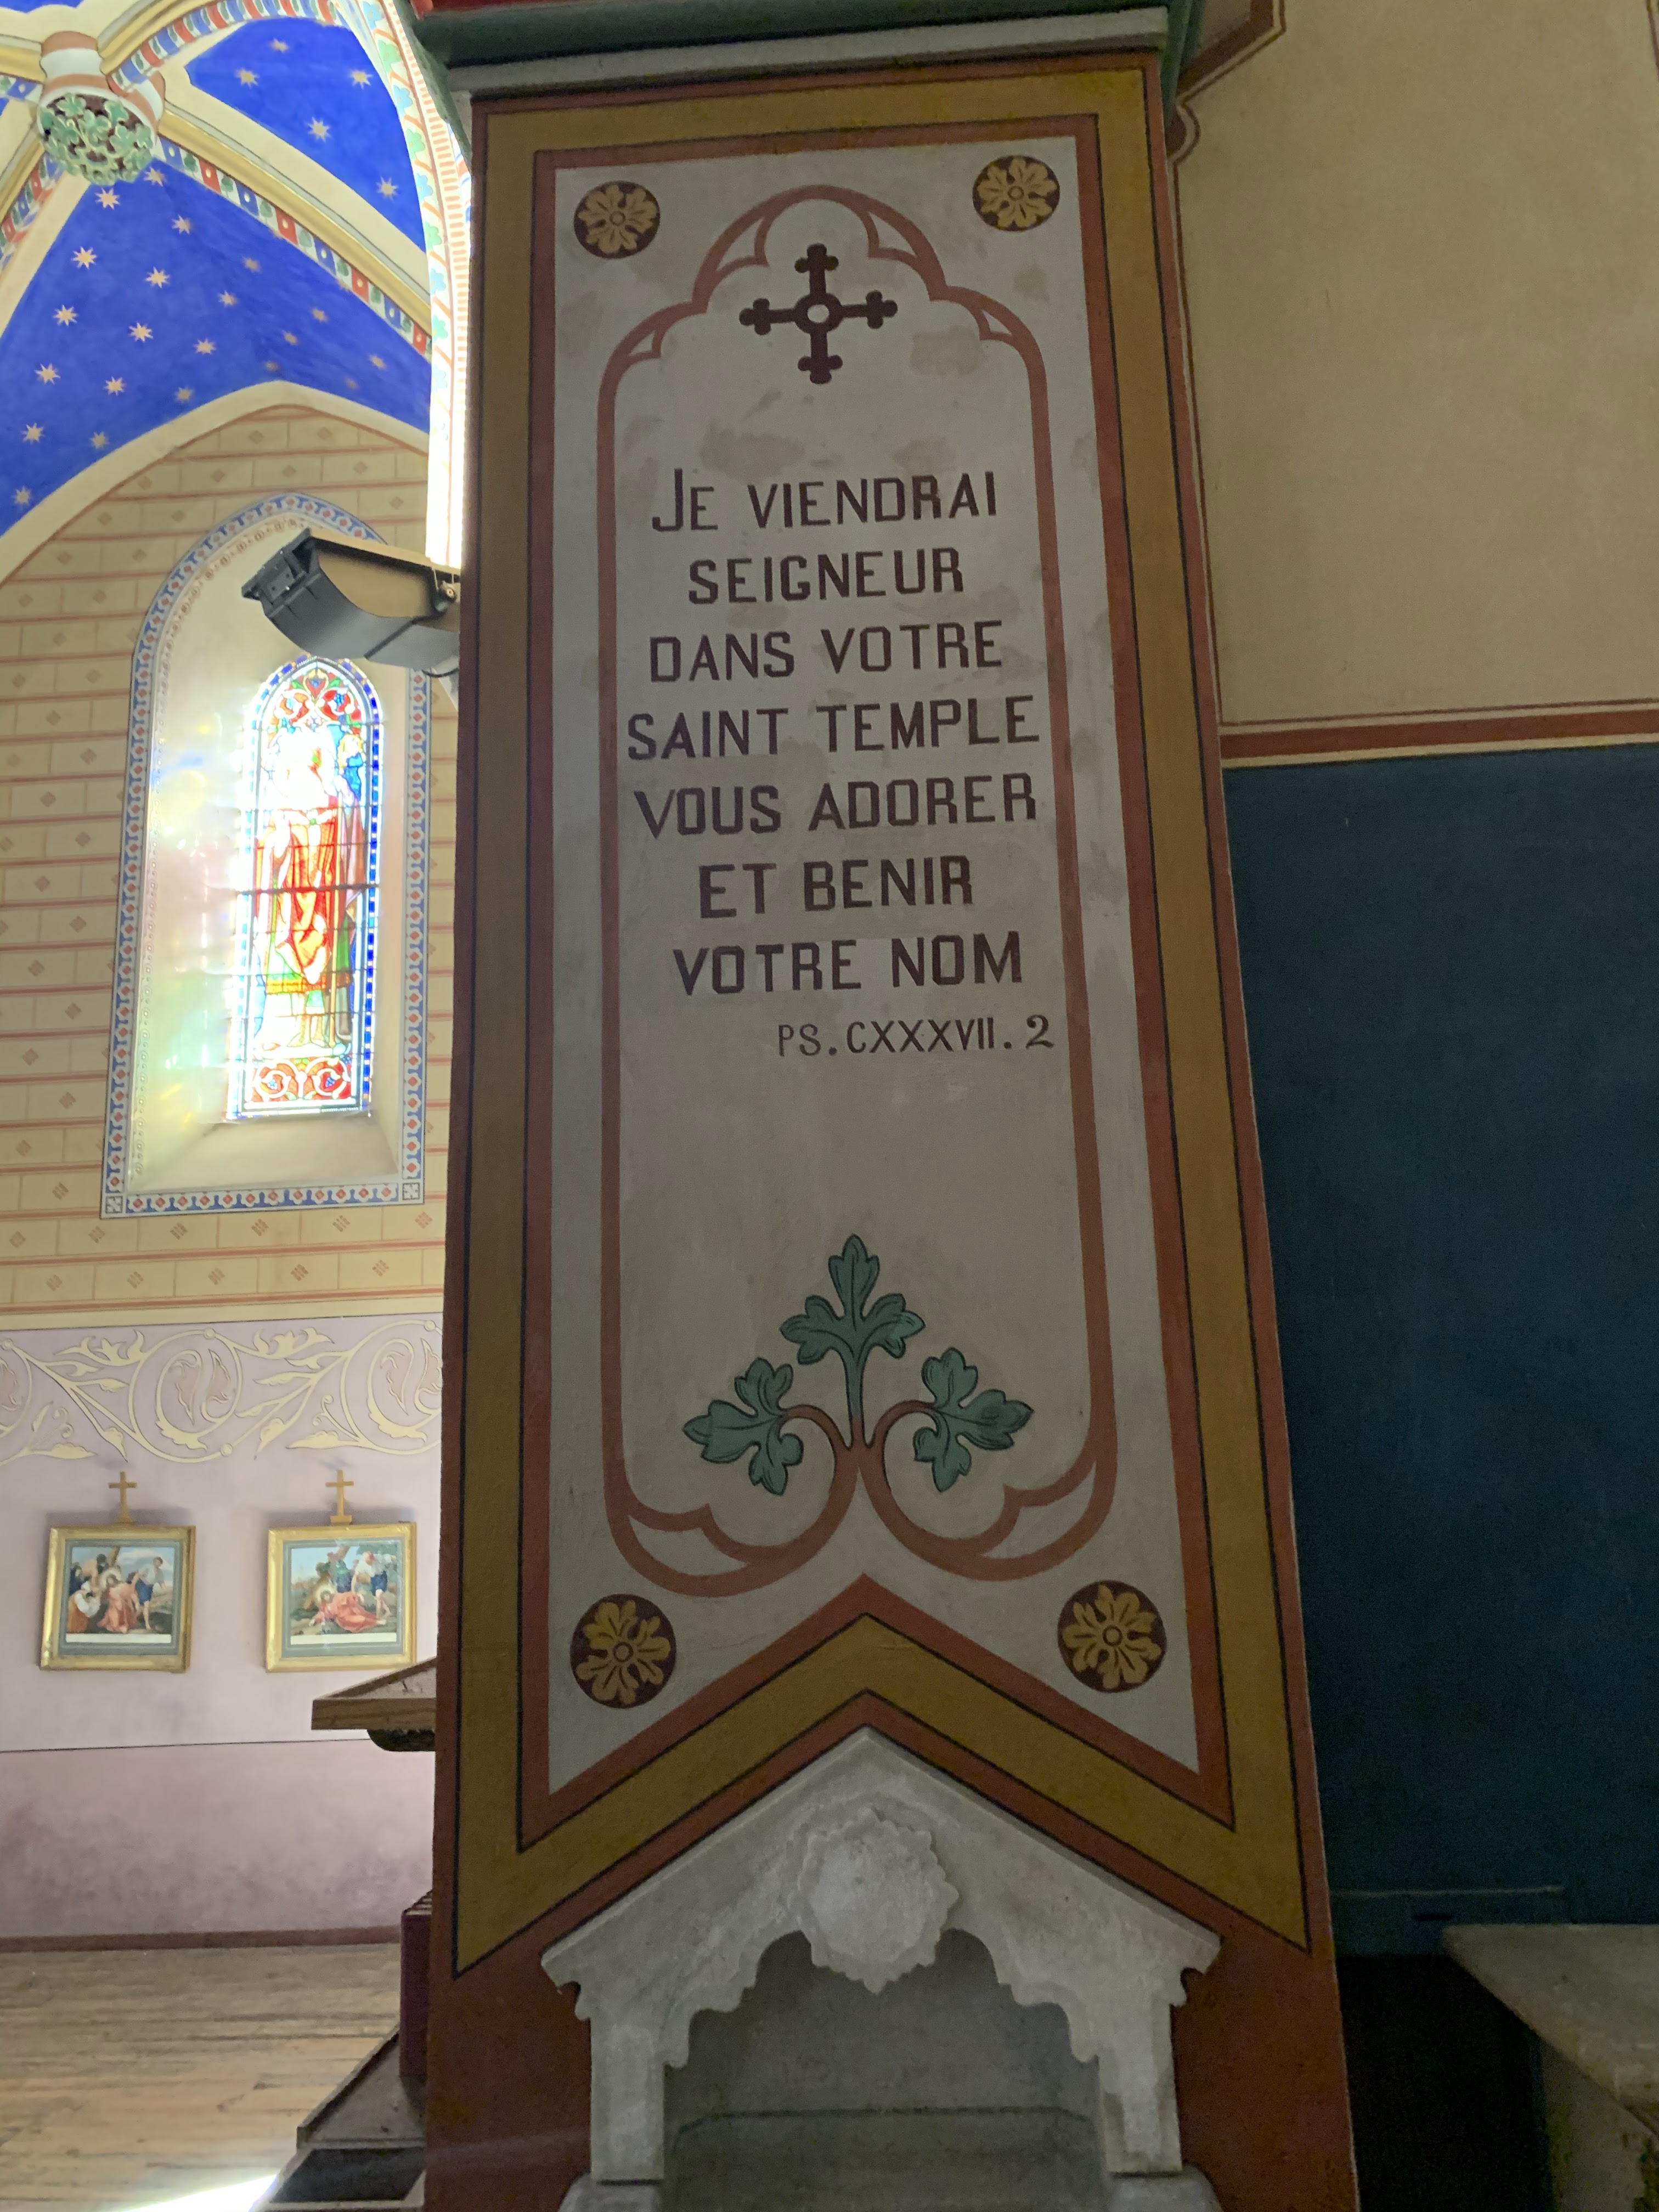 JE VIENDRAI
SEIGNEUR
DANS VOTRE
SAINT TEMPLE
VOUS ADORER
ET BENIR
VOTRE NOM
PS. CXXXVII. 2